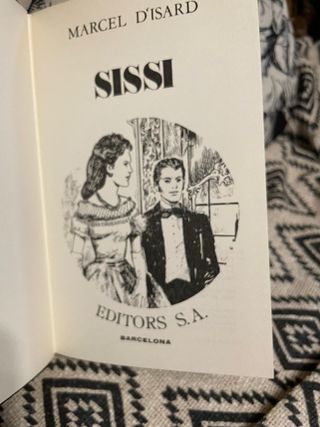 MARCEL D'ISARD
SISSI
EDITORS S.A.
BARCELONA